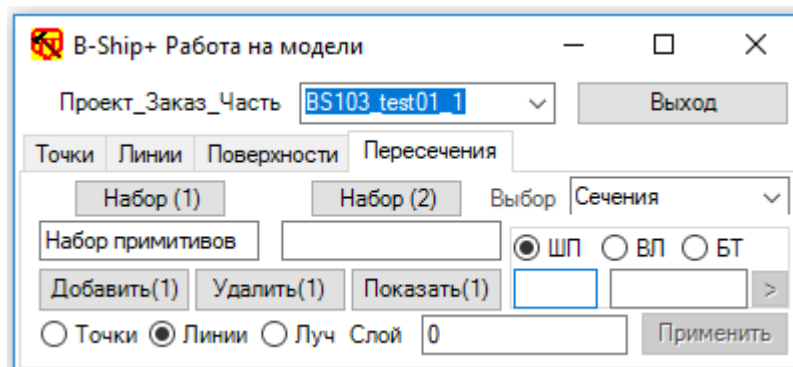 B-Ship+ Работа на модели
Проект_Заказ_Часть BS103_test01_1 Выход
Точки Линии Поверхности Пересечения
Набор (1) Набор (2) Выбор Сечения
Набор примитивов ШП ВЛ БТ
Добавить(1) Удалить(1) Показать(1) >
Точки Линии Луч Слой 0 Применить